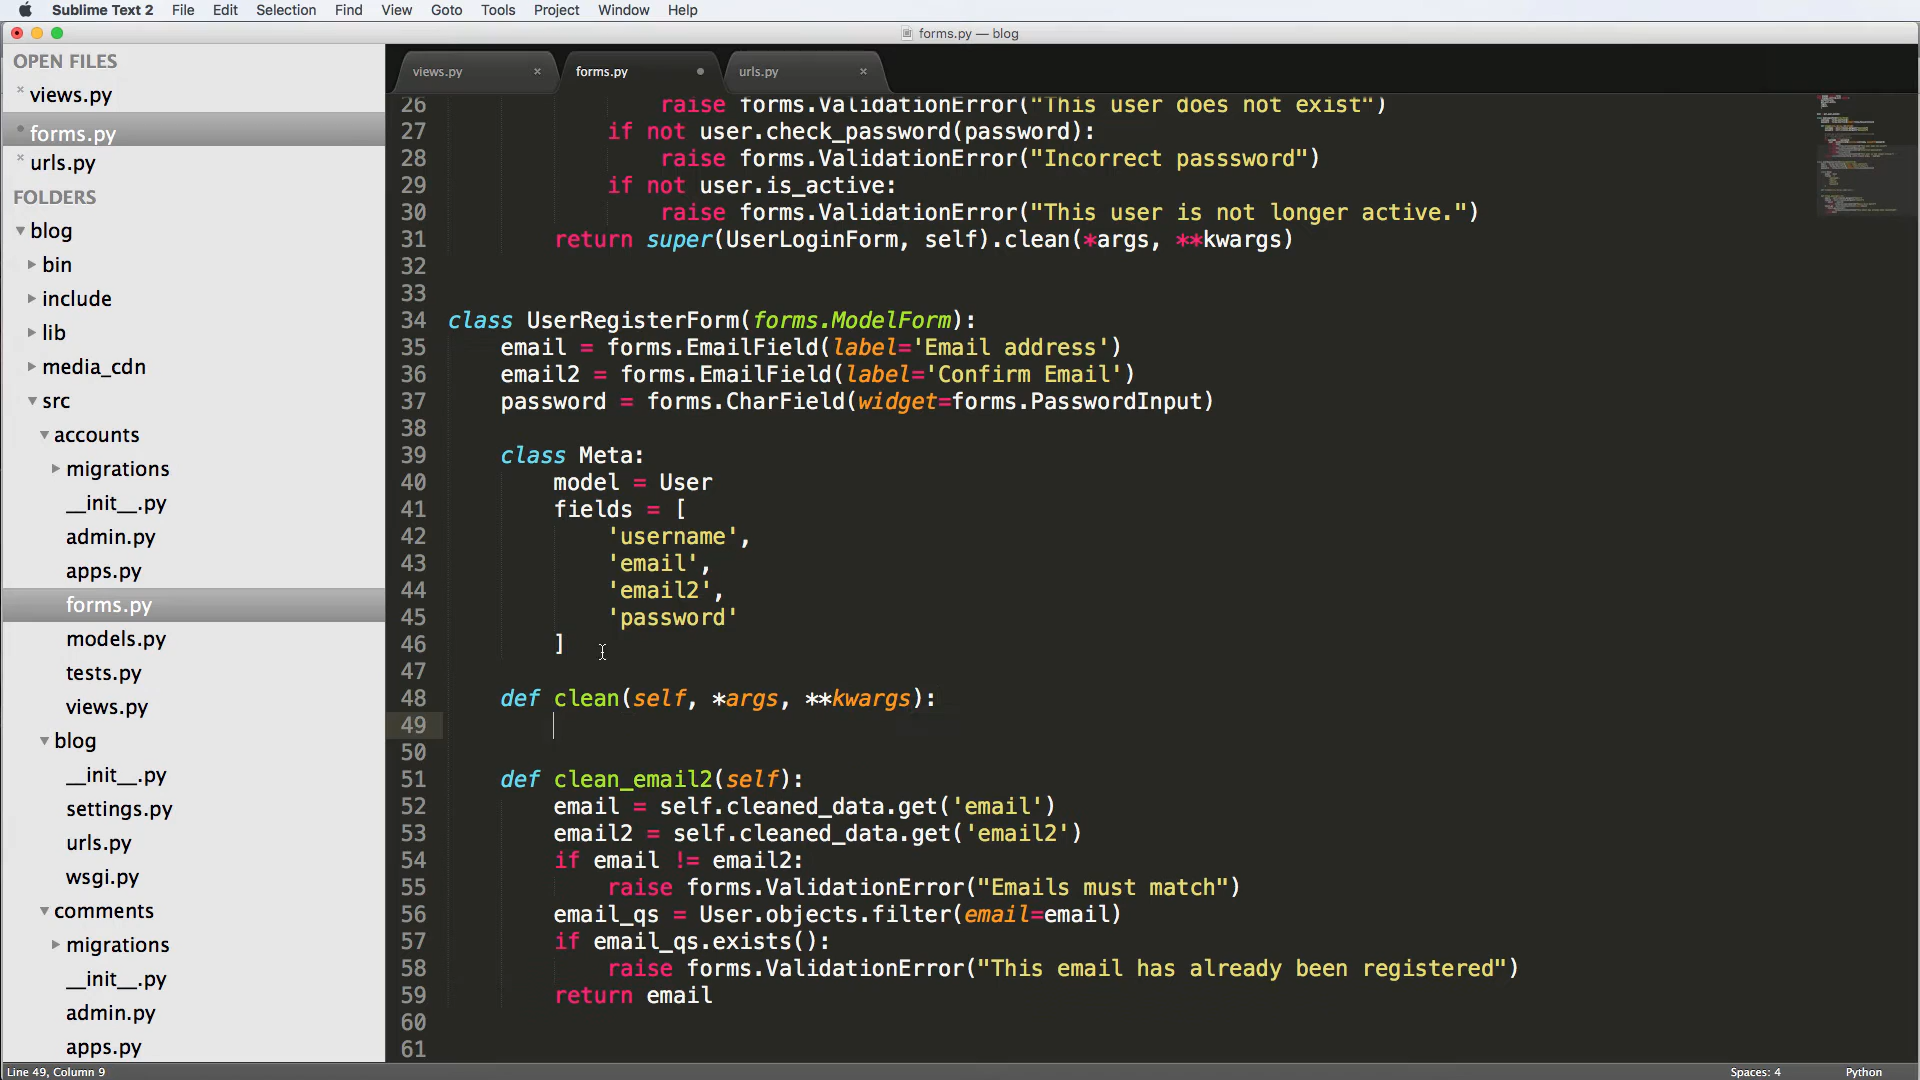 Sublime Text 2 File Edit Selection Find View Goto Tools Project Window Help
forms.py — blog
OPEN FILES
views.py
forms.py
urls.py
FOLDERS
blog
bin
include
lib
media_cdn
src
accounts
migrations
__init__.py
admin.py
apps.py
forms.py
models.py
tests.py
views.py
blog
__init__.py
settings.py
urls.py
wsgi.py
comments
migrations
__init__.py
admin.py
apps.py
views.py × forms.py urls.py ×
26 raise forms.ValidationError("This user does not exist")
27 if not user.check_password(password):
28 raise forms.ValidationError("Incorrect passsword")
29 if not user.is_active:
30 raise forms.ValidationError("This user is not longer active.")
31 return super(UserLoginForm, self).clean(*args, **kwargs)
32
33
34 class UserRegisterForm(forms.ModelForm):
35 email = forms.EmailField(label='Email address')
36 email2 = forms.EmailField(label='Confirm Email')
37 password = forms.CharField(widget=forms.PasswordInput)
38
39 class Meta:
40 model = User
41 fields = [
42 'username',
43 'email',
44 'email2',
45 'password'
46 ]
47
48 def clean(self, *args, **kwargs):
49
50
51 def clean_email2(self):
52 email = self.cleaned_data.get('email')
53 email2 = self.cleaned_data.get('email2')
54 if email != email2:
55 raise forms.ValidationError("Emails must match")
56 email_qs = User.objects.filter(email=email)
57 if email_qs.exists():
58 raise forms.ValidationError("This email has already been registered")
59 return email
60
61
Line 49, Column 9 Spaces: 4 Python